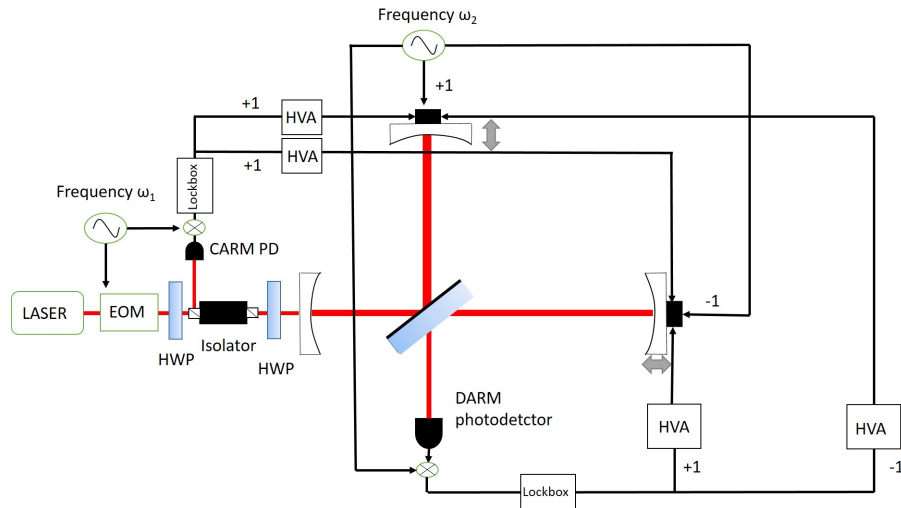 Frequency ω₂
+1
+1
HVA
HVA
+1
Lockbox
Frequency ω₁
CARM PD
LASER
EOM
Isolator
HWP
HWP
-1
DARM
photodetctor
HVA
HVA
+1
-1
Lockbox